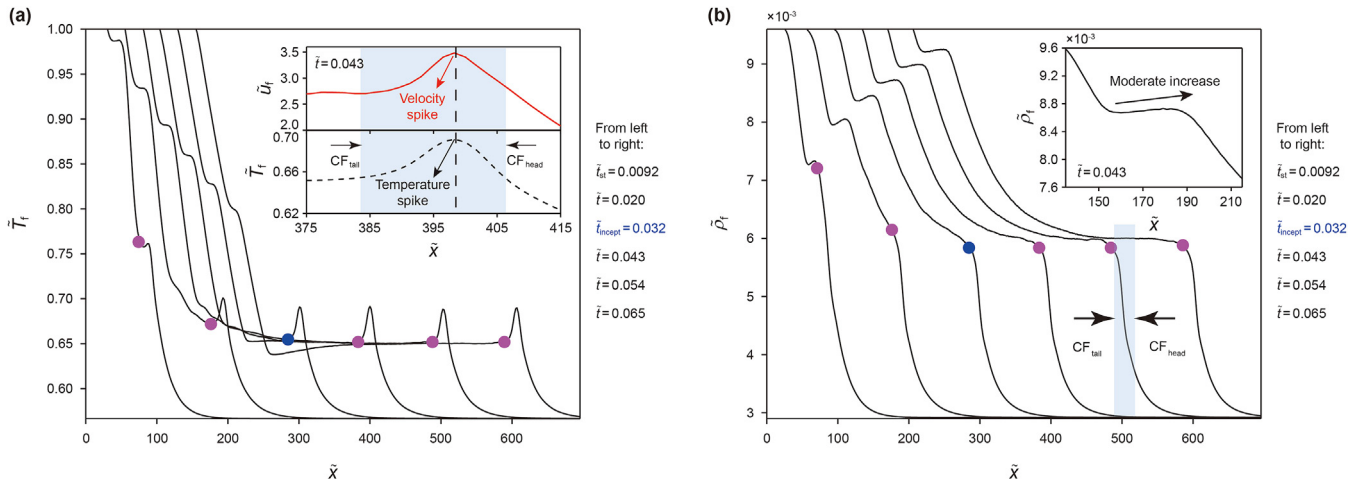 (a)
1.00
0.95
0.90
0.85
0.80
0.75
0.70
0.65
0.60
T̃f
0
100
200
300
400
500
600
x̃
3.5
3.0
2.5
2.0
ũf
t̃ = 0.043
Velocity
spike
0.70
0.66
0.62
T̃f
CFtail
CFhead
Temperature
spike
375
385
395
405
415
x̃
From left
to right:
t̃st = 0.0092
t̃ = 0.020
t̃incept = 0.032
t̃ = 0.043
t̃ = 0.054
t̃ = 0.065
(b)
×10⁻³
9
8
7
6
5
4
3
ρ̃f
0
100
200
300
400
500
600
x̃
×10⁻³
9.6
8.8
8.4
7.6
ρ̃f
Moderate increase
t̃ = 0.043
150
170
190
210
x̃
CFtail
CFhead
From left
to right:
t̃st = 0.0092
t̃ = 0.020
t̃incept = 0.032
t̃ = 0.043
t̃ = 0.054
t̃ = 0.065